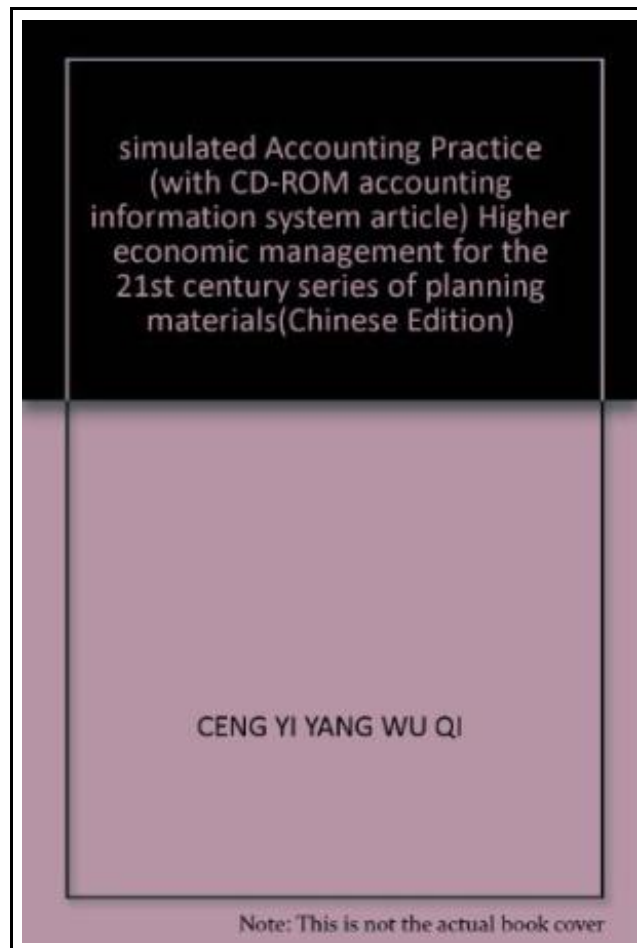 simulated Accounting Practice
(with CD-ROM accounting
information system article) Higher
economic management for the
21st century series of planning
materials(Chinese Edition)
CENG YI YANG WU QI
Note: This is not the actual book cover